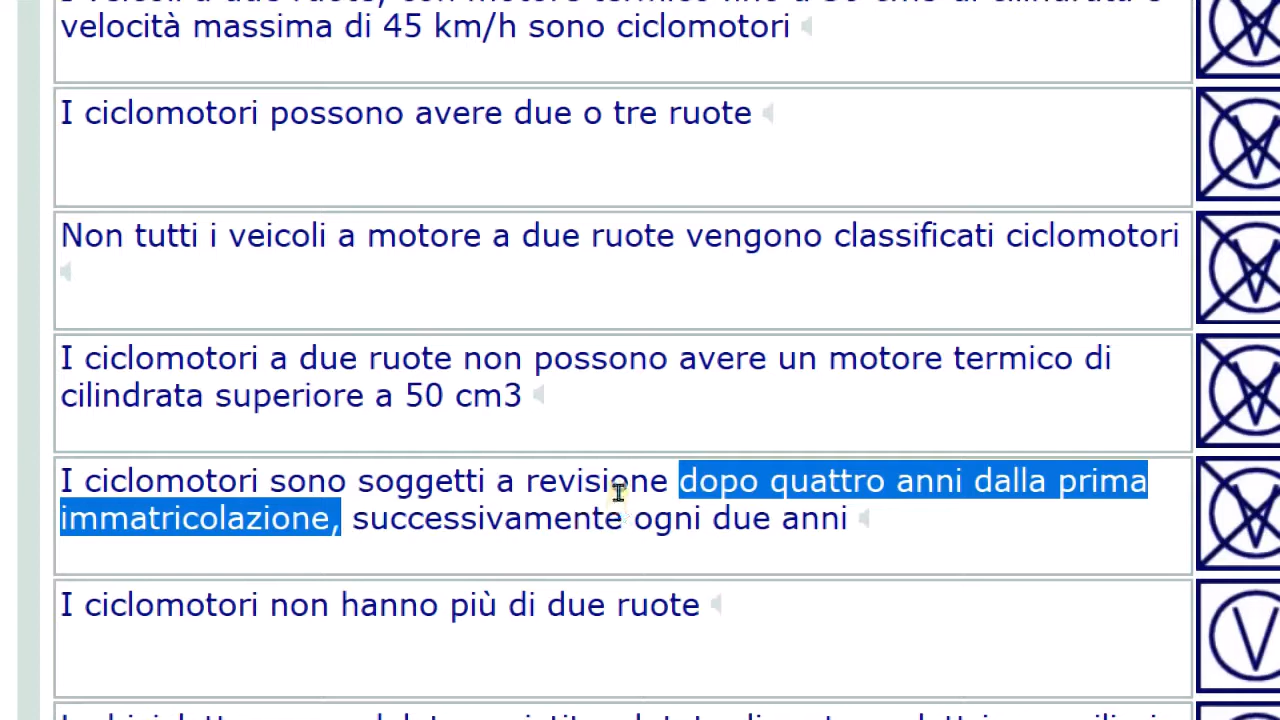 velocità massima di 45 km/h sono ciclomotori
I ciclomotori possono avere due o tre ruote
Non tutti i veicoli a motore a due ruote vengono classificati ciclomotori
I ciclomotori a due ruote non possono avere un motore termico di
cilindrata superiore a 50 cm3
I ciclomotori sono soggetti a revisione dopo quattro anni dalla prima
immatricolazione, successivamente ogni due anni
I ciclomotori non hanno più di due ruote
V